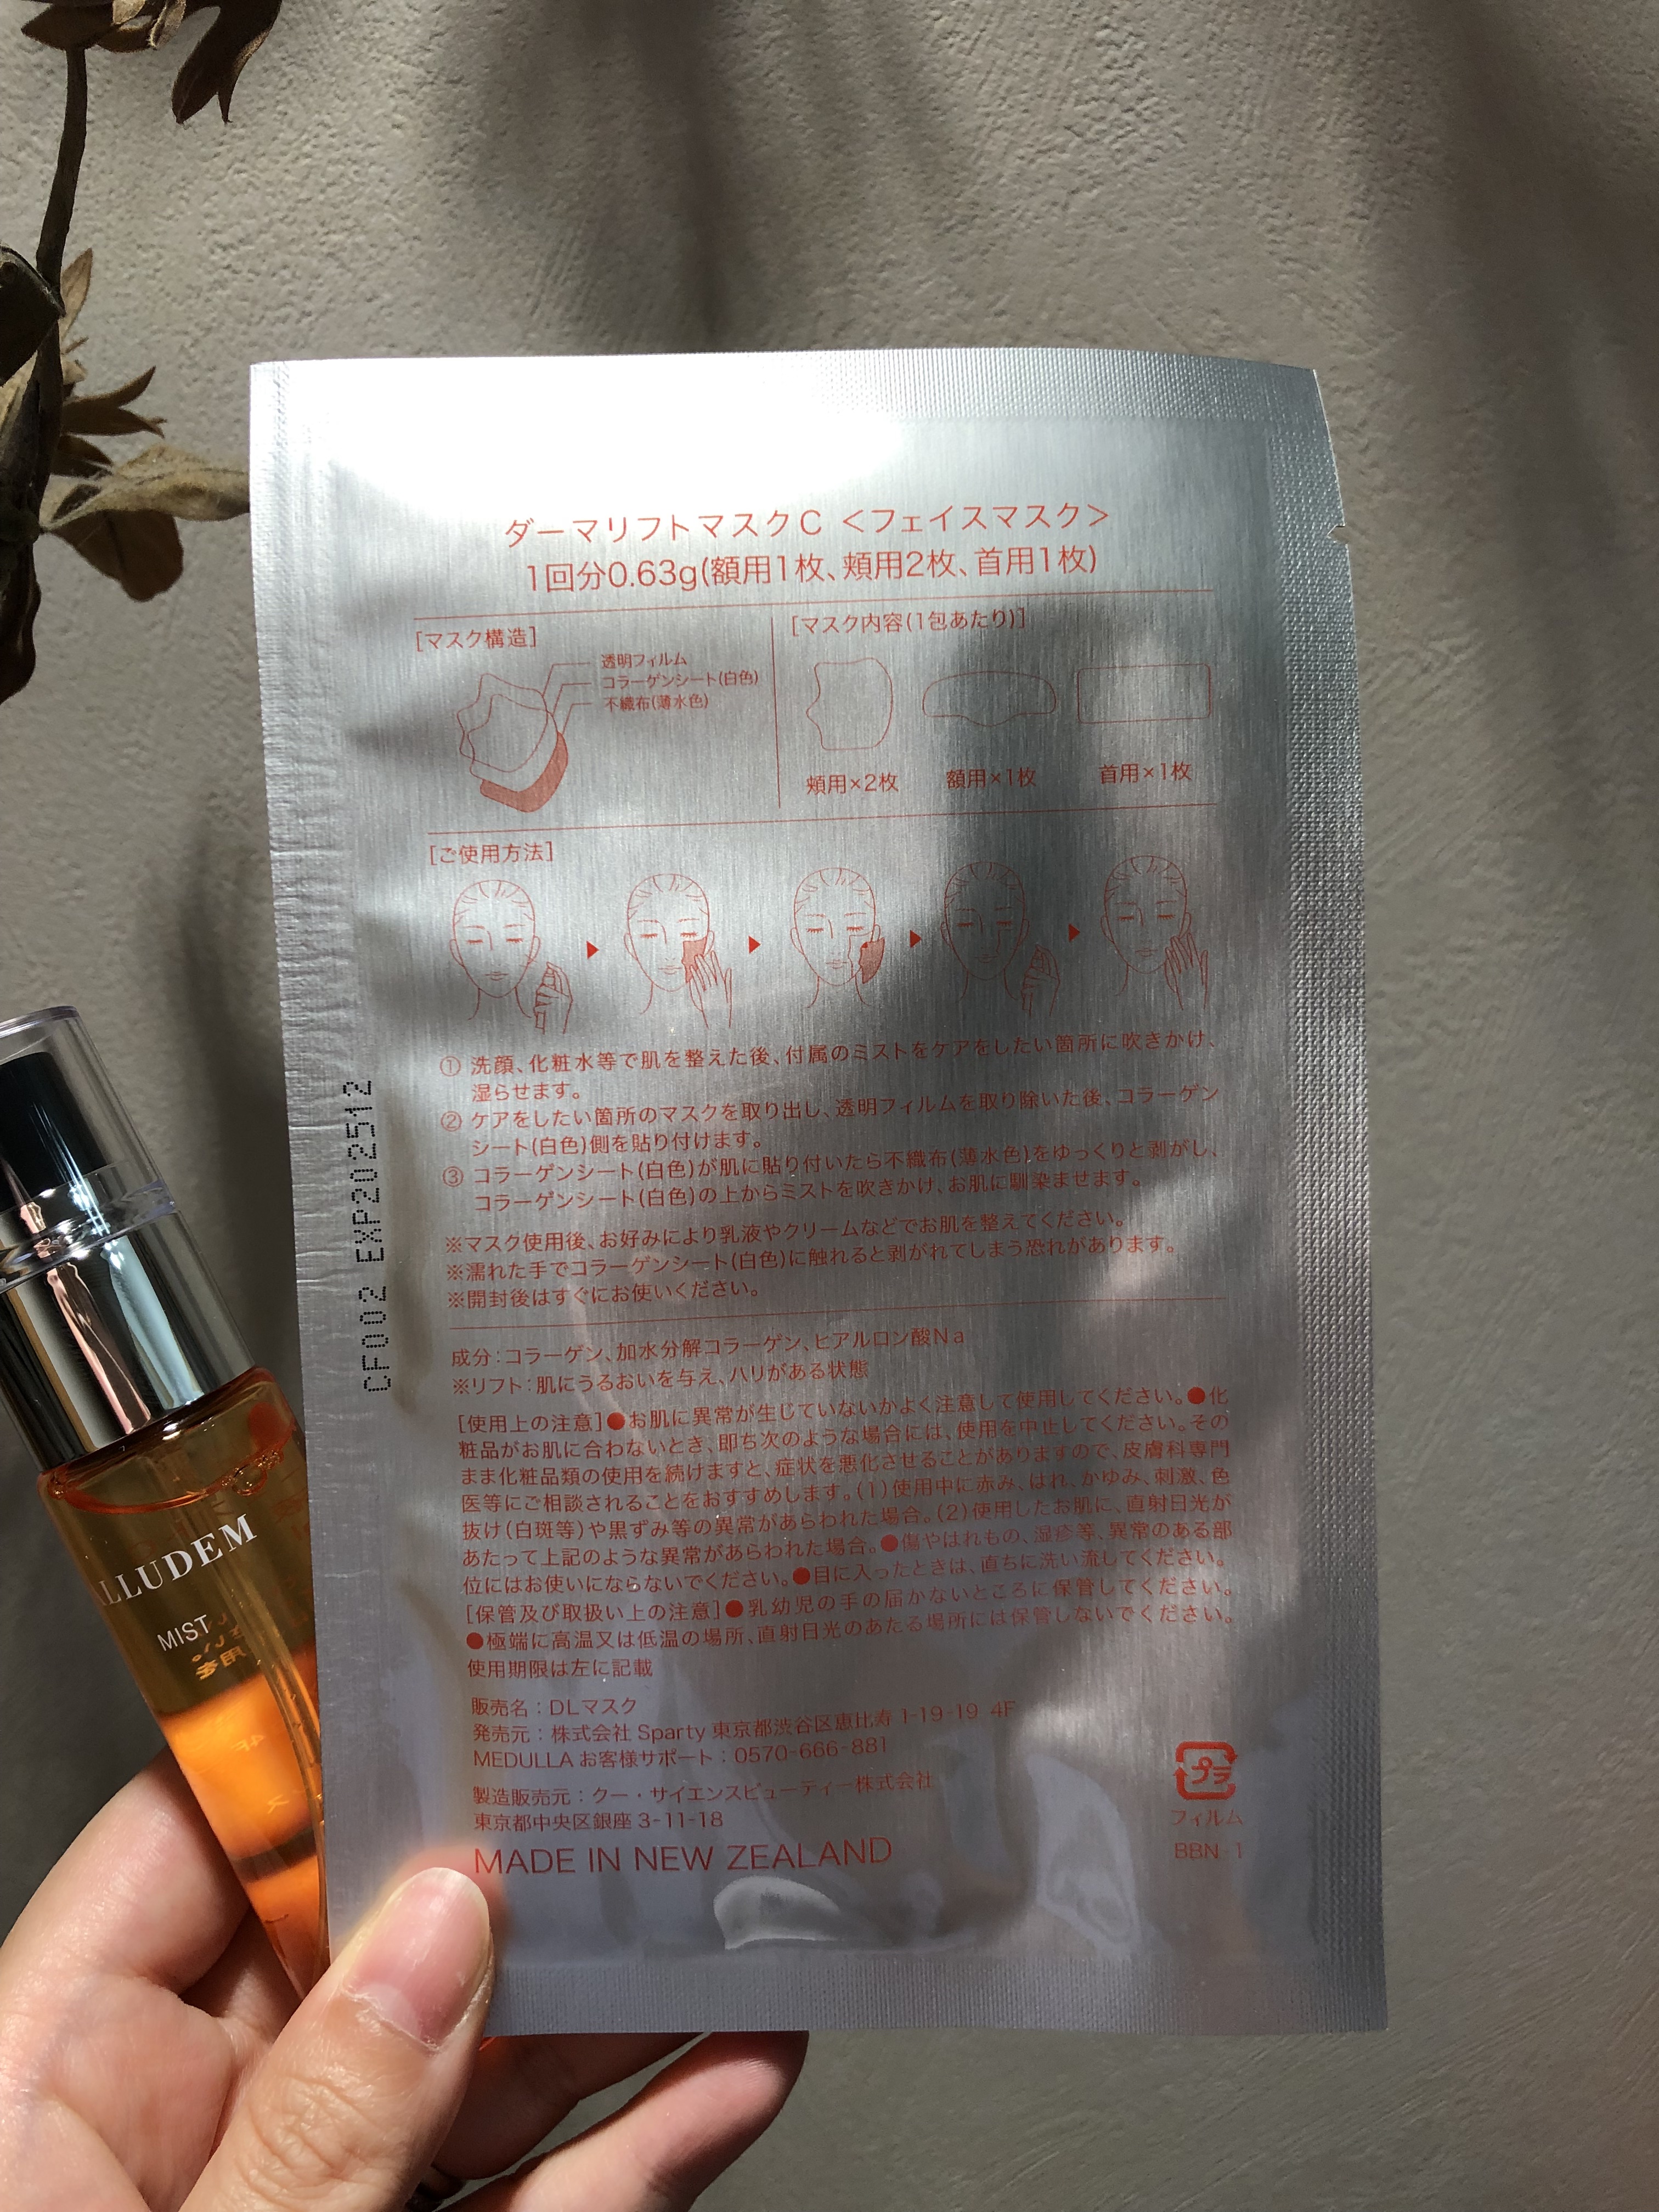 ダーマリフトマスクC <フェイスマスク>
1回分0.63g(額用1枚、頬用2枚、首用1枚)
[マスク構造]
透明フィルム
コラーゲンシート(白色)
不織布(薄水色)
[マスク内容(1包あたり)]
頬用×2枚
額用×1枚
首用×1枚
[ご使用方法]
① 洗顔、化粧水等で肌を整えた後、付属のミストをケアをしたい箇所に吹きかけ、
湿らせます。
② ケアをしたい箇所のマスクを取り出し、透明フィルムを取り除いた後、コラーゲン
シート(白色)側を貼り付けます。
③ コラーゲンシート(白色)が肌に貼り付いたら不織布(薄水色)をゆっくりと剥がし、
コラーゲンシート(白色)の上からミストを吹きかけ、お肌に馴染ませます。
※マスク使用後、お好みにより乳液やクリームなどでお肌を整えてください。
※濡れた手でコラーゲンシート(白色)に触れると剥がれてしまう恐れがあります。
※開封後はすぐにお使いください。
成分：コラーゲン、加水分解コラーゲン、ヒアルロン酸Na
※リフト：肌にうるおいを与え、ハリがある状態
[使用上の注意]●お肌に異常が生じていないかよく注意して使用してください。●化
粧品がお肌に合わないとき、即ち次のような場合には、使用を中止してください。その
まま化粧品類の使用を続けますと、症状を悪化させることがありますので、皮膚科専門
医等にご相談されることをおすすめします。(1)使用中に赤み、はれ、かゆみ、刺激、色
抜け(白斑等)や黒ずみ等の異常があらわれた場合。(2)使用したお肌に、直射日光が
あたって上記のような異常があらわれた場合。●傷やはれもの、湿疹等、異常のある部
位にはお使いにならないでください。●目に入ったときは、直ちに洗い流してください。
[保管及び取扱い上の注意]●乳幼児の手の届かないところに保管してください。
●極端に高温又は低温の場所、直射日光のあたる場所には保管しないでください。
使用期限は左に記載
販売名：DLマスク
発売元：株式会社 Sparty 東京都渋谷区恵比寿 1-19-19 4F
MEDULLA お客様サポート：0570-666-881
製造販売元：クー・サイエンスビューティー株式会社
東京都中央区銀座 3-11-18
MADE IN NEW ZEALAND
プラ
フィルム
BBN-1
CF002 EXP202512
LLUDEM
MIST